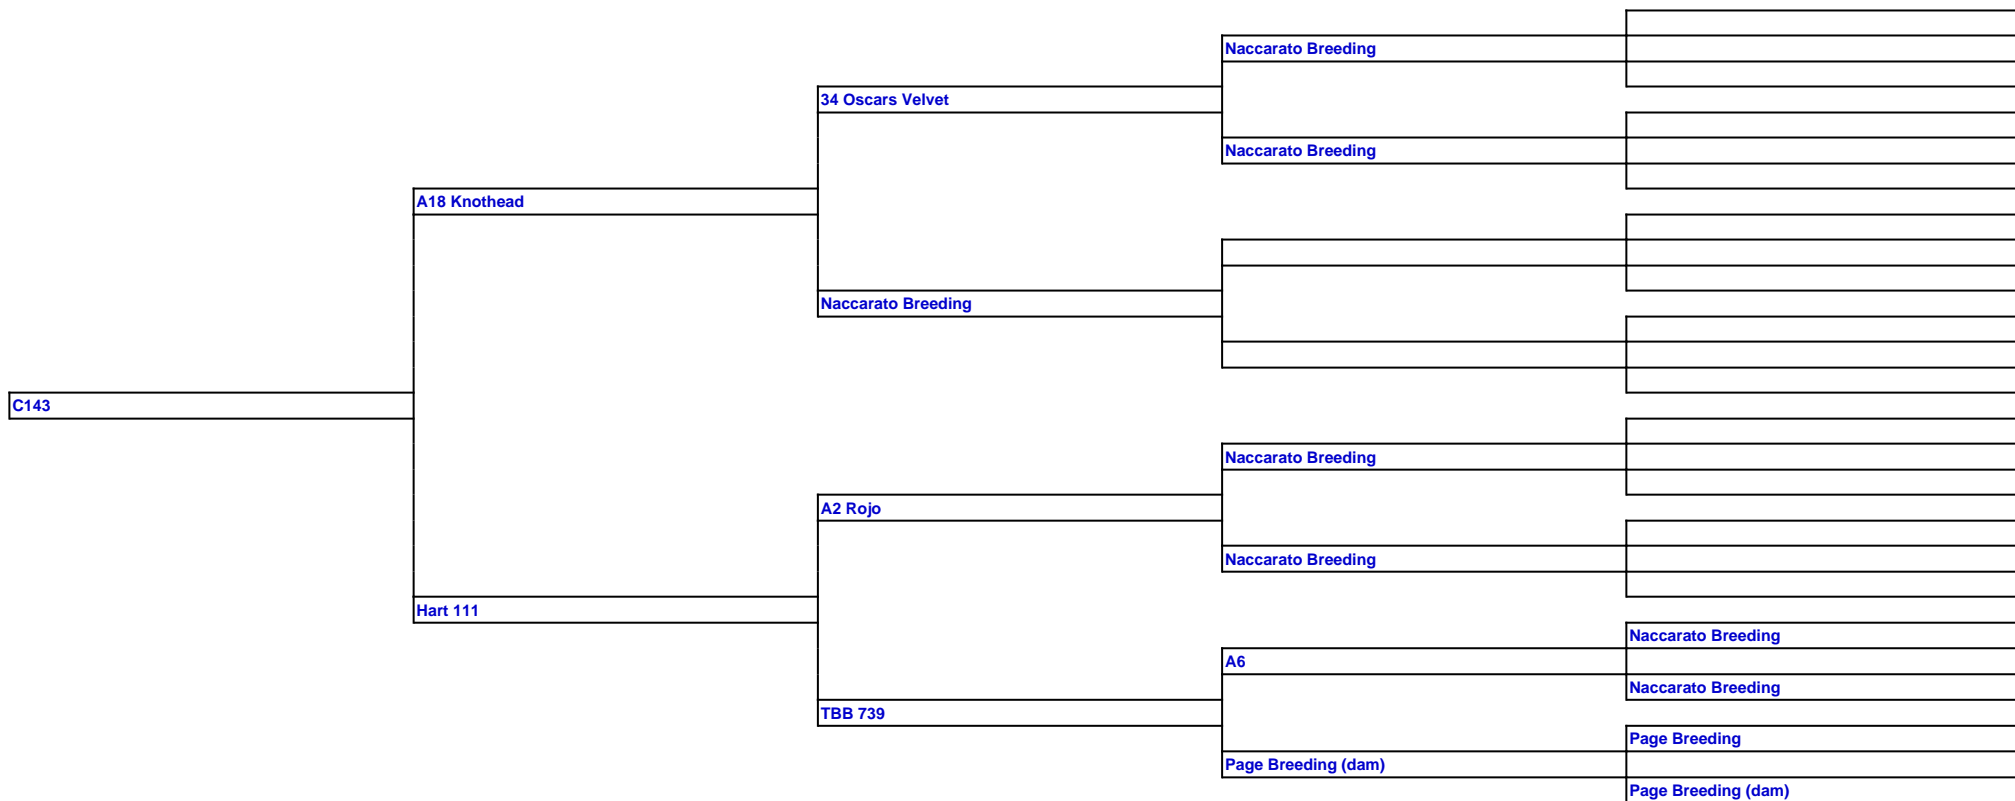 Naccarato Breeding
34 Oscars Velvet
Naccarato Breeding
A18 Knothead
Naccarato Breeding
C143
Naccarato Breeding
A2 Rojo
Naccarato Breeding
Hart 111
Naccarato Breeding
A6
Naccarato Breeding
TBB 739
Page Breeding
Page Breeding (dam)
Page Breeding (dam)